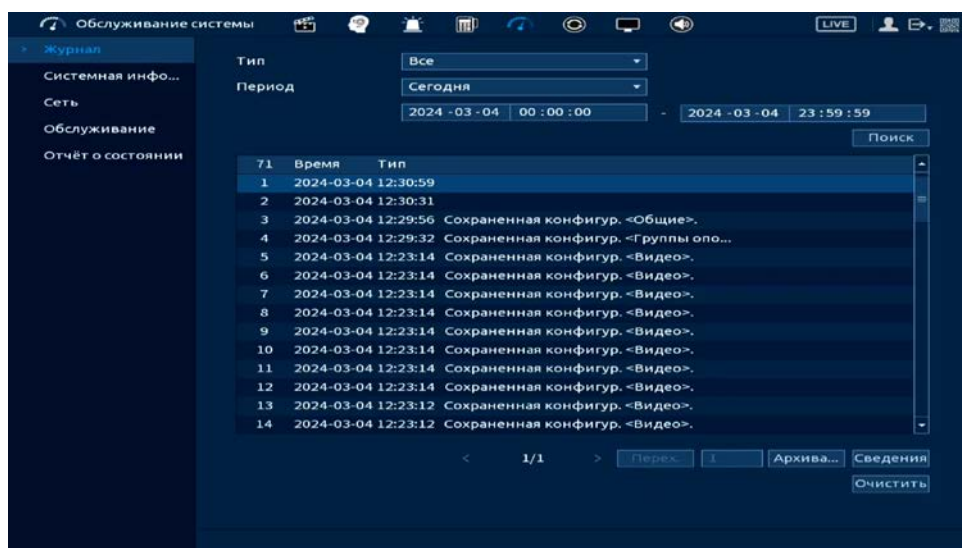 Обслуживание системы LIVE
Журнал
Системная инфо...
Сеть
Обслуживание
Отчёт о состоянии
Тип Все
Период Сегодня
2024 -03 -04 00 :00 :00 - 2024 -03 -04 23 :59 :59
Поиск
71 Время Тип
1 2024-03-04 12:30:59
2 2024-03-04 12:30:31
3 2024-03-04 12:29:56 Сохраненная конфигур. <Общие>.
4 2024-03-04 12:29:32 Сохраненная конфигур. <Группы опо...
5 2024-03-04 12:23:14 Сохраненная конфигур. <Видео>.
6 2024-03-04 12:23:14 Сохраненная конфигур. <Видео>.
7 2024-03-04 12:23:14 Сохраненная конфигур. <Видео>.
8 2024-03-04 12:23:14 Сохраненная конфигур. <Видео>.
9 2024-03-04 12:23:14 Сохраненная конфигур. <Видео>.
10 2024-03-04 12:23:14 Сохраненная конфигур. <Видео>.
11 2024-03-04 12:23:14 Сохраненная конфигур. <Видео>.
12 2024-03-04 12:23:14 Сохраненная конфигур. <Видео>.
13 2024-03-04 12:23:12 Сохраненная конфигур. <Видео>.
14 2024-03-04 12:23:12 Сохраненная конфигур. <Видео>.
< 1/1 > Перех. 1 Архива... Сведения
Очистить